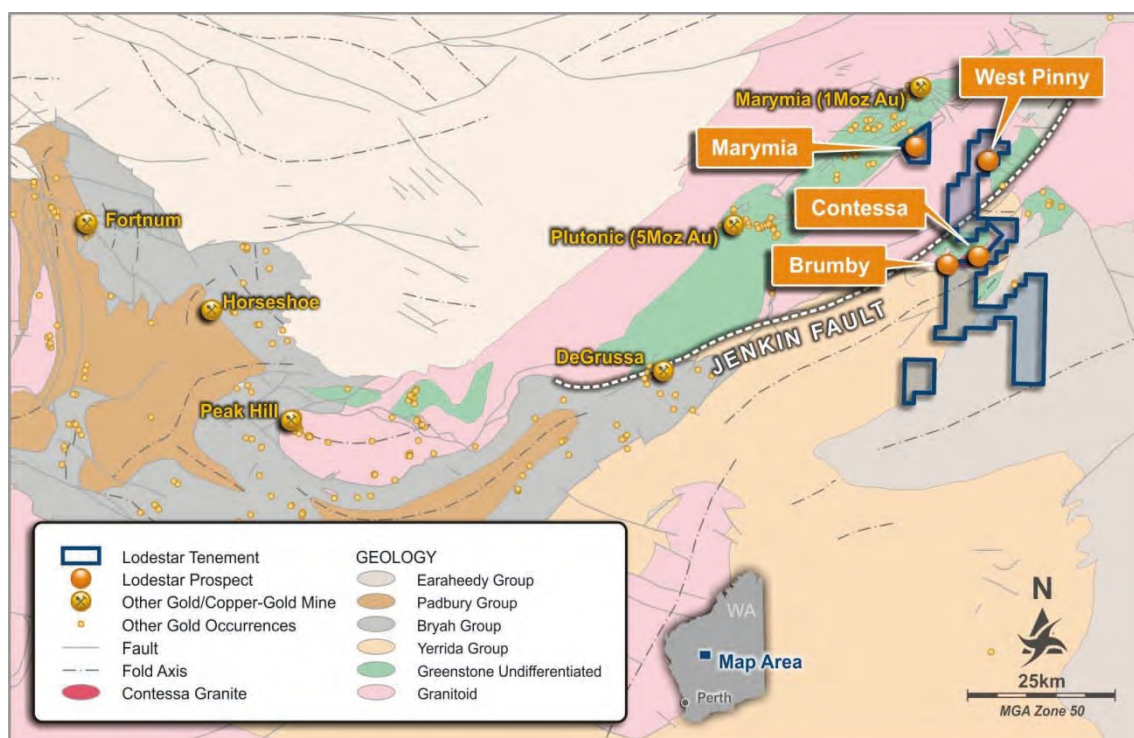 West Pinny
Marymia (1Moz Au)
Marymia
Contessa
Fortnum
Plutonic (5Moz Au)
Brumby
Horseshoe
JENKIN FAULT
DeGrussa
Peak Hill
Lodestar Tenement
Lodestar Prospect
Other Gold/Copper-Gold Mine
Other Gold Occurrences
Fault
Fold Axis
Contessa Granite
GEOLOGY
Earaheedy Group
Padbury Group
Bryah Group
Yerrida Group
Greenstone Undifferentiated
Granitoid
WA
Map Area
Perth
N
25km
MGA Zone 50